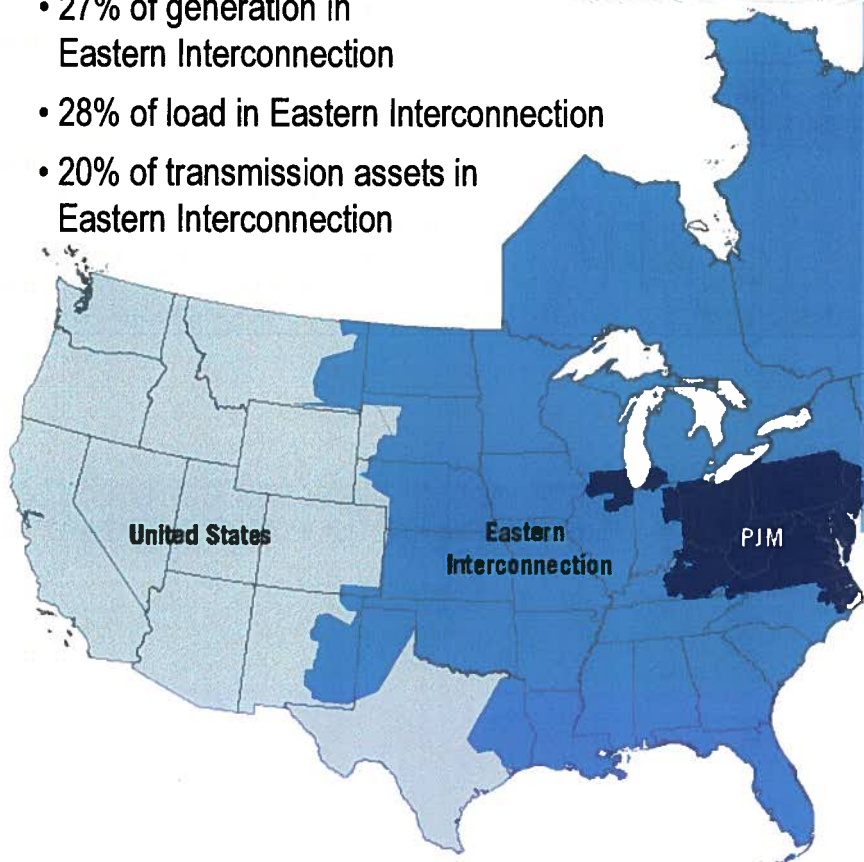 • 27% of generation in
Eastern Interconnection
• 28% of load in Eastern Interconnection
• 20% of transmission assets in
Eastern Interconnection
United States
Eastern
Interconnection
PJM